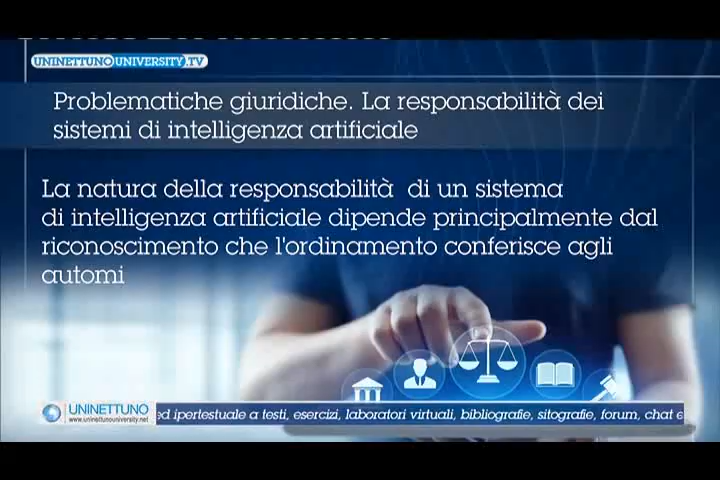 UNINETTUNOUNIVERSITY.TV
Problematiche giuridiche. La responsabilità dei
sistemi di intelligenza artificiale
La natura della responsabilità di un sistema
di intelligenza artificiale dipende principalmente dal
riconoscimento che l'ordinamento conferisce agli
automi
UNINETTUNO
www.uninettunouniversity.net
ed ipertestuale a testi, esercizi, laboratori virtuali, bibliografie, sitografie, forum, chat e